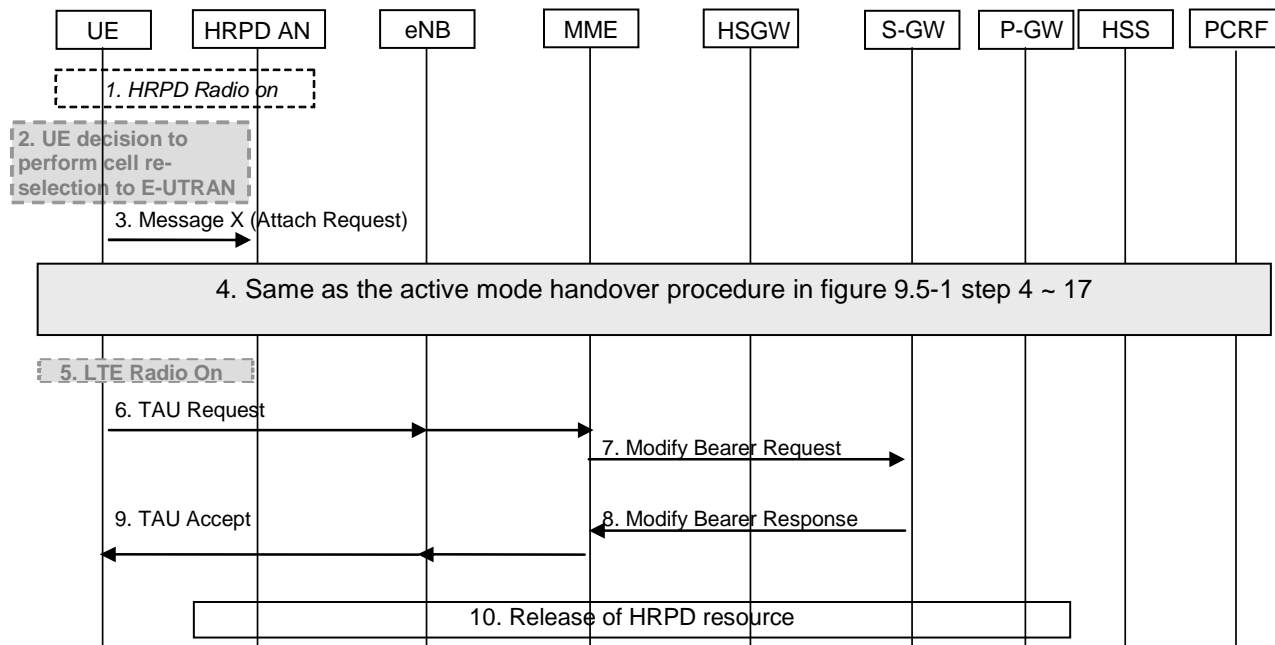 UE HRPD AN eNB MME HSGW S-GW P-GW HSS PCRF
1. HRPD Radio on
2. UE decision to
perform cell re-
selection to E-UTRAN
3. Message X (Attach Request)
4. Same as the active mode handover procedure in figure 9.5-1 step 4 ~ 17
5. LTE Radio On
6. TAU Request
7. Modify Bearer Request
9. TAU Accept
8. Modify Bearer Response
10. Release of HRPD resource